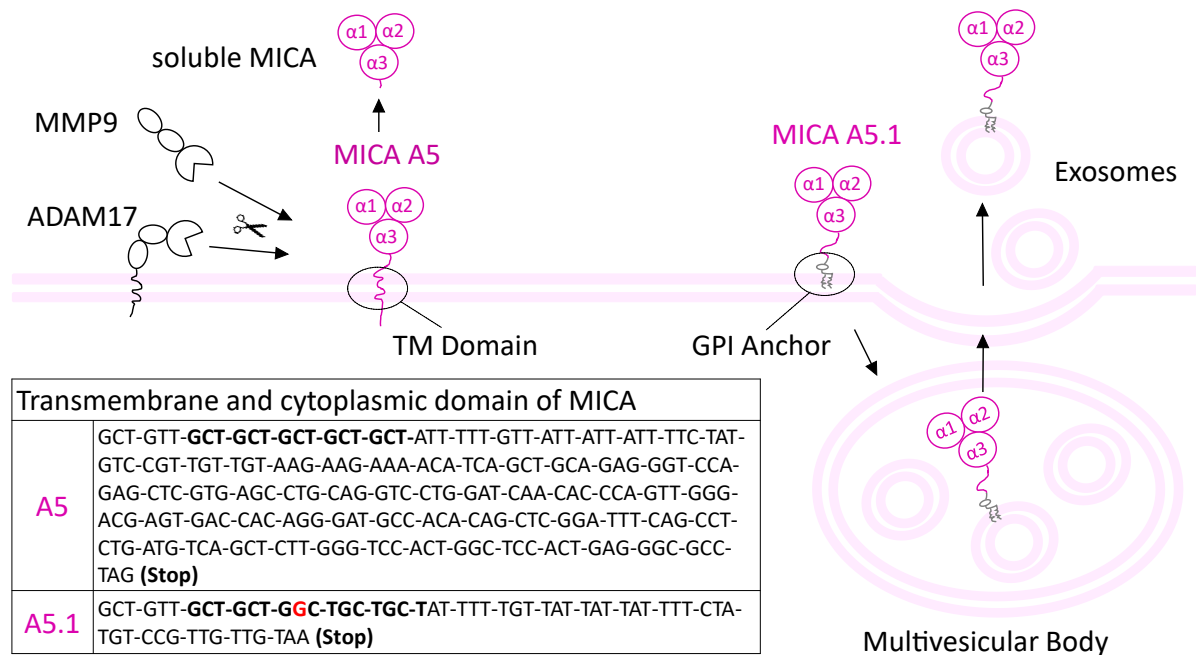 α1 α2
α3
soluble MICA
MMP9
MICA A5
ADAM17
α1 α2
α3
TM Domain
MICA A5.1
α1 α2
α3
GPI Anchor
α1 α2
α3
Exosomes
α1 α2
α3
Multivesicular Body
Transmembrane and cytoplasmic domain of MICA
A5
GCT-GTT-GCT-GCT-GCT-GCT-GCT-ATT-TTT-GTT-ATT-ATT-ATT-TTC-TAT-
GTC-CGT-TGT-TGT-AAG-AAG-AAA-ACA-TCA-GCT-GCA-GAG-GGT-CCA-
GAG-CTC-GTG-AGC-CTG-CAG-GTC-CTG-GAT-CAA-CAC-CCA-GTT-GGG-
ACG-AGT-GAC-CAC-AGG-GAT-GCC-ACA-CAG-CTC-GGA-TTT-CAG-CCT-
CTG-ATG-TCA-GCT-CTT-GGG-TCC-ACT-GGC-TCC-ACT-GAG-GGC-GCC-
TAG (Stop)
A5.1
GCT-GTT-GCT-GCT-GGC-TGC-TGC-TAT-TTT-TGT-TAT-TAT-TAT-TTT-CTA-
TGT-CCG-TTG-TTG-TAA (Stop)